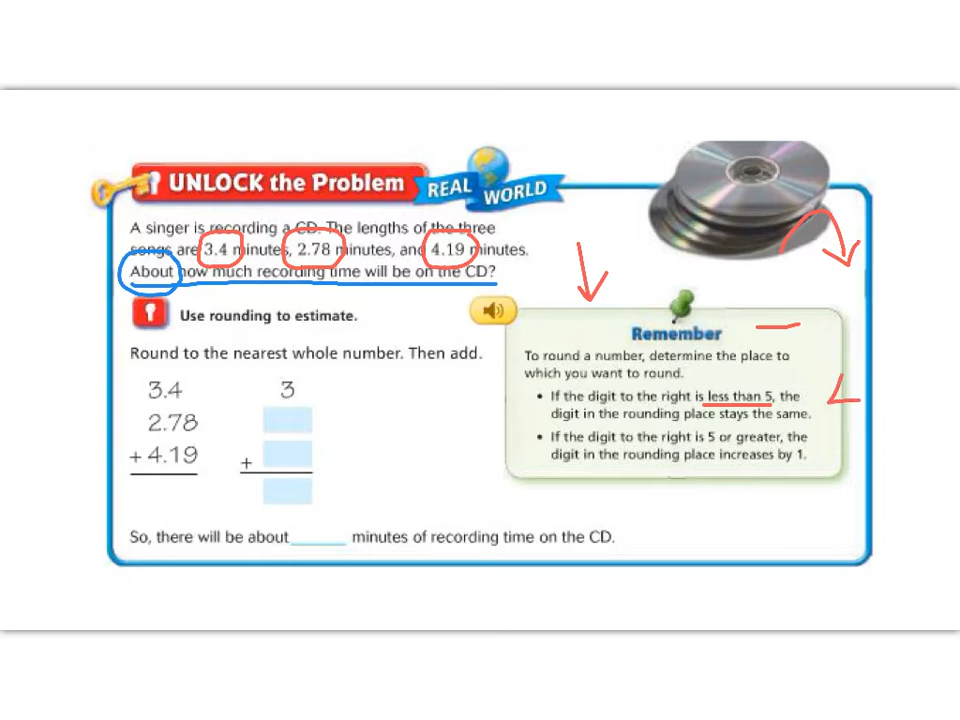 UNLOCK the Problem REAL WORLD
A singer is recording a CD. The lengths of the three
songs are 3.4 minutes, 2.78 minutes, and 4.19 minutes.
About how much recording time will be on the CD?
Use rounding to estimate.
Round to the nearest whole number. Then add.
3.4 3
2.78
+ 4.19 +
Remember
To round a number, determine the place to
which you want to round.
• If the digit to the right is less than 5, the
digit in the rounding place stays the same.
• If the digit to the right is 5 or greater, the
digit in the rounding place increases by 1.
So, there will be about ______ minutes of recording time on the CD.